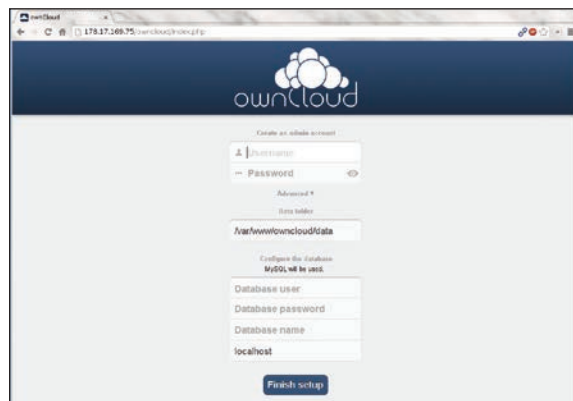 ownCloud
178.17.169.75/owncloud/index.php
ownCloud
Create an admin account
Username
Password
Advanced ▾
Data folder
/var/www/owncloud/data
Configure the database
MySQL will be used.
Database user
Database password
Database name
localhost
Finish setup